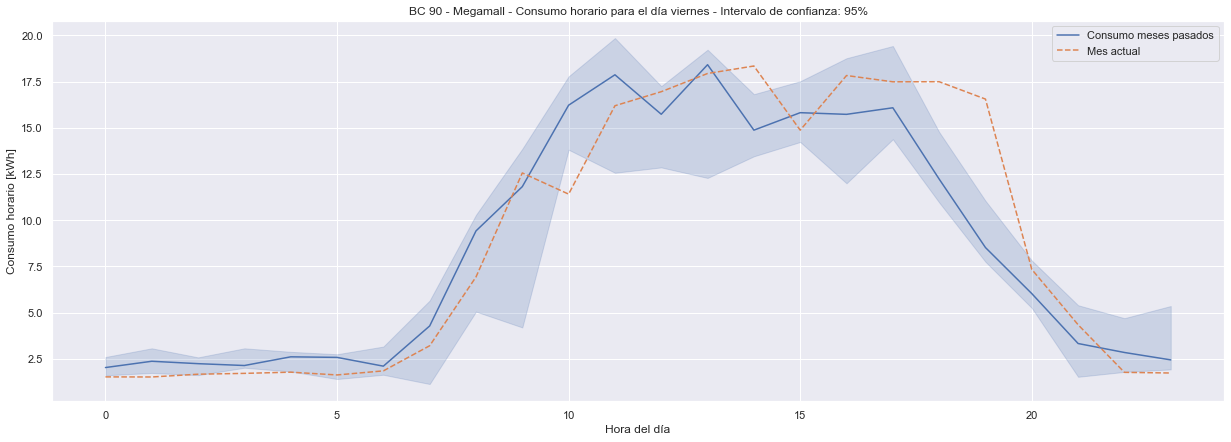 BC 90 - Megamall - Consumo horario para el día viernes - Intervalo de confianza: 95%
Consumo meses pasados
Mes actual
Consumo horario [kWh]
20.0
17.5
15.0
12.5
10.0
7.5
5.0
2.5
0 5 10 15 20
Hora del día